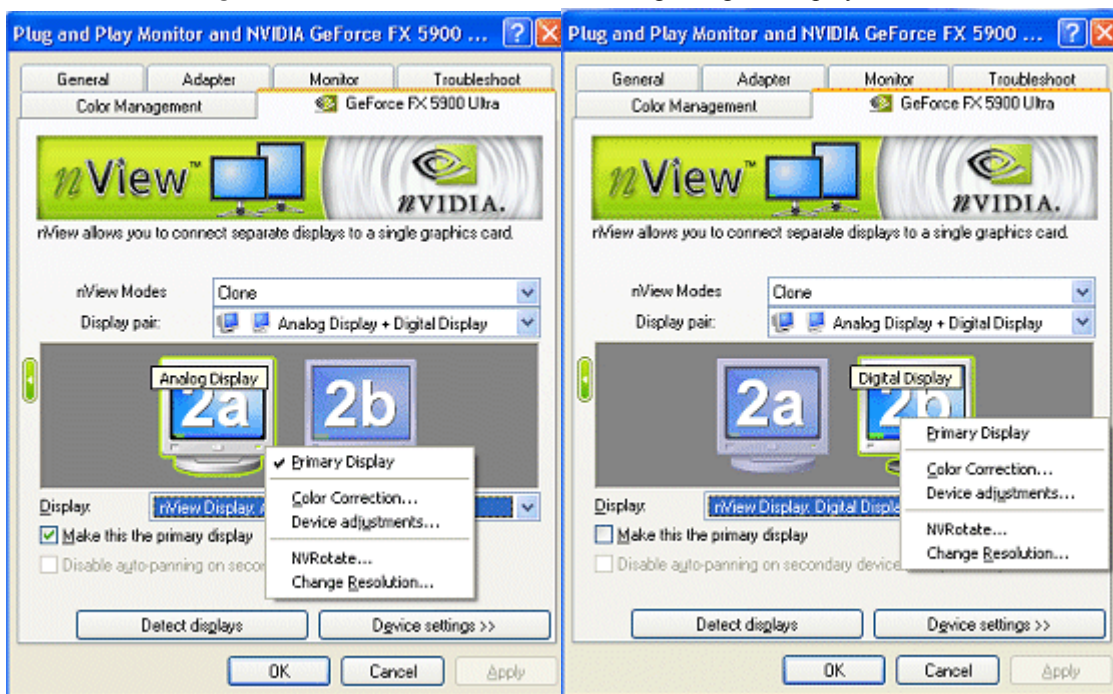 Plug and Play Monitor and NVIDIA GeForce FX 5900 ...
General Adapter Monitor Troubleshoot
Color Management GeForce FX 5900 Ultra
nView™
nVIDIA.
nView allows you to connect separate displays to a single graphics card.
nView Modes Clone
Display pair: Analog Display + Digital Display
Analog Display
2a 2b
Primary Display
Color Correction...
Device adjustments...
NVRotate...
Change Resolution...
Display: nView Display:
Make this the primary display
Disable auto-panning on
Detect displays Device settings >>
OK Cancel Apply
Plug and Play Monitor and NVIDIA GeForce FX 5900 ...
General Adapter Monitor Troubleshoot
Color Management GeForce FX 5900 Ultra
nView™
nVIDIA.
nView allows you to connect separate displays to a single graphics card.
nView Modes Clone
Display pair: Analog Display + Digital Display
Digital Display
2a 2b
Primary Display
Color Correction...
Device adjustments...
NVRotate...
Change Resolution...
Display: nView Display: Digital
Make this the primary display
Disable auto-panning on secondary device
Detect displays Device settings >>
OK Cancel Apply